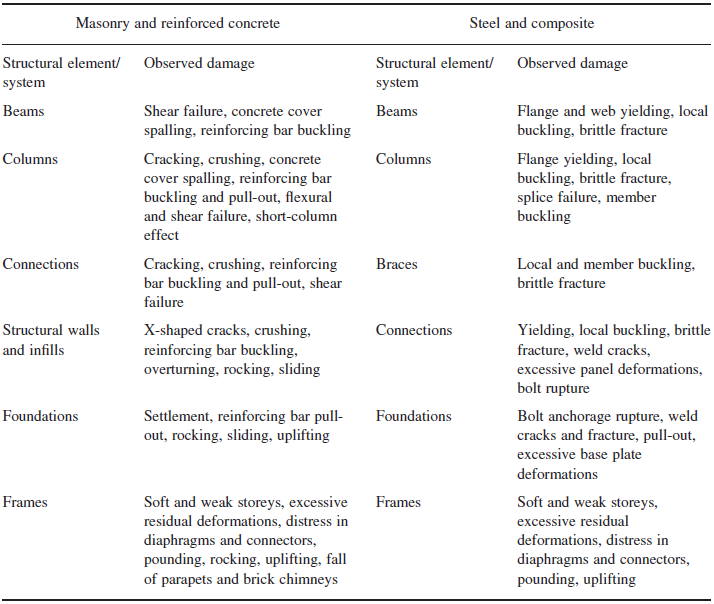 Masonry and reinforced concrete
Steel and composite
Structural element/
system
Observed damage
Structural element/
system
Observed damage
Beams
Shear failure, concrete cover
spalling, reinforcing bar buckling
Beams
Flange and web yielding, local
buckling, brittle fracture
Columns
Cracking, crushing, concrete
cover spalling, reinforcing bar
buckling and pull-out, flexural
and shear failure, short-column
effect
Columns
Flange yielding, local
buckling, brittle fracture,
splice failure, member
buckling
Connections
Cracking, crushing, reinforcing
bar buckling and pull-out, shear
failure
Braces
Local and member buckling,
brittle fracture
Structural walls
and infills
X-shaped cracks, crushing,
reinforcing bar buckling,
overturning, rocking, sliding
Connections
Yielding, local buckling, brittle
fracture, weld cracks,
excessive panel deformations,
bolt rupture
Foundations
Settlement, reinforcing bar pull-
out, rocking, sliding, uplifting
Foundations
Bolt anchorage rupture, weld
cracks and fracture, pull-out,
excessive base plate
deformations
Frames
Soft and weak storeys, excessive
residual deformations, distress in
diaphragms and connectors,
pounding, rocking, uplifting, fall
of parapets and brick chimneys
Frames
Soft and weak storeys,
excessive residual
deformations, distress in
diaphragms and connectors,
pounding, uplifting